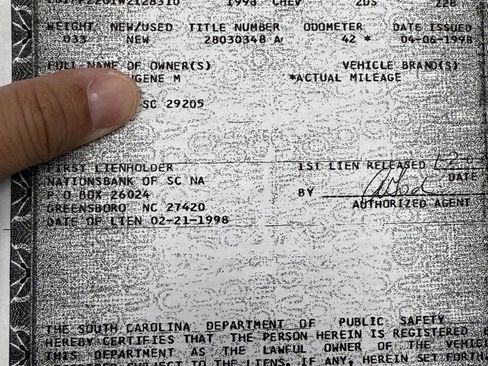 1998 CHEV 2DS 228
WEIGHT NEW/USED TITLE NUMBER ODOMETER DATE ISSUED
033 NEW 28030348 A 42 * 04-06-1998
FULL NAME OF OWNER(S) VEHICLE BRAND(S)
GENE M *ACTUAL MILEAGE
SC 29205
FIRST LIENHOLDER 1ST LIEN RELEASED
NATIONSBANK OF SC NA DATE
P O BOX 26024 BY
GREENSBORO NC 27420 AUTHORIZED AGENT
DATE OF LIEN 02-21-1998
THE SOUTH CAROLINA DEPARTMENT OF PUBLIC SAFETY
HEREBY CERTIFIES THAT THE PERSON HEREIN IS REGISTERED
THIS DEPARTMENT AS THE LAWFUL OWNER OF THE VEHIC
SUBJECT TO THE LIENS, IF ANY, HEREIN SET FORTH.